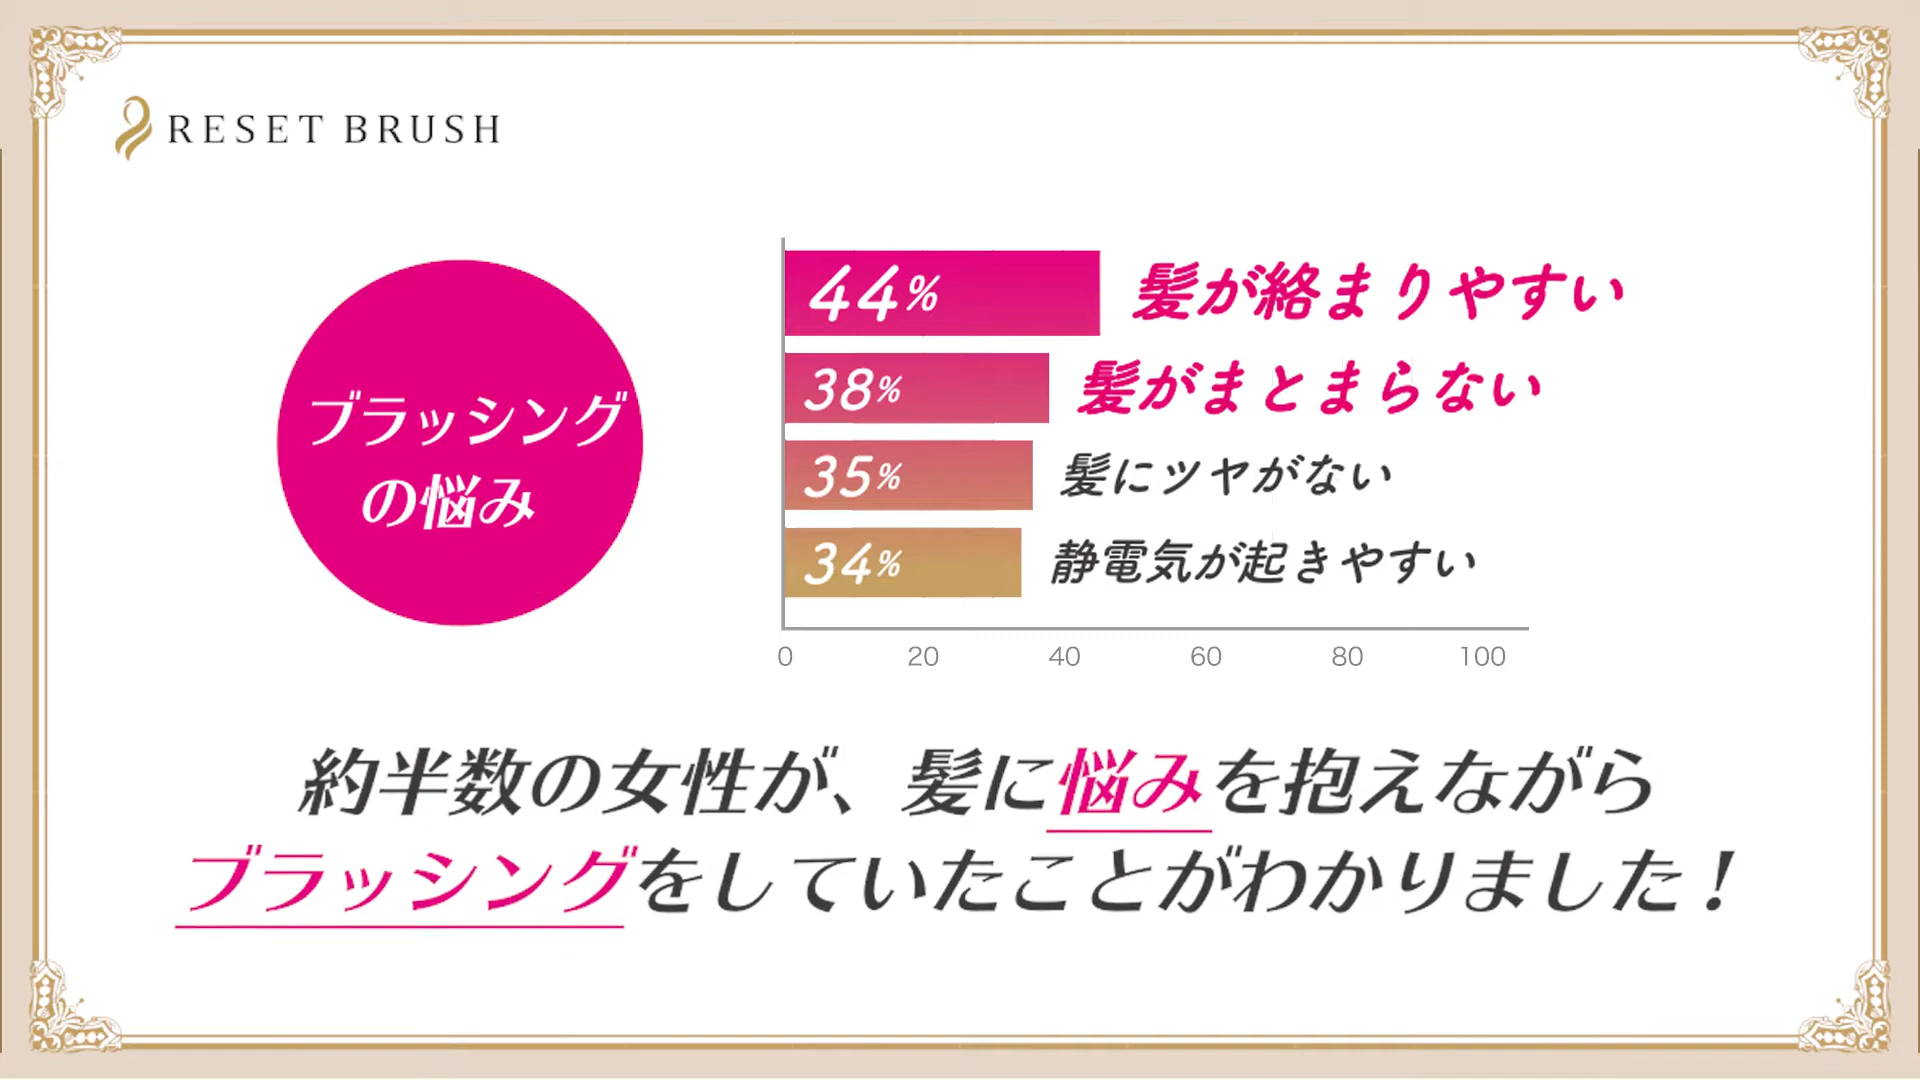 RESET BRUSH
ブラッシング
の悩み
44% 髪が絡まりやすい
38% 髪がまとまらない
35% 髪にツヤがない
34% 静電気が起きやすい
0 20 40 60 80 100
約半数の女性が、髪に悩みを抱えながら
ブラッシングをしていたことがわかりました！